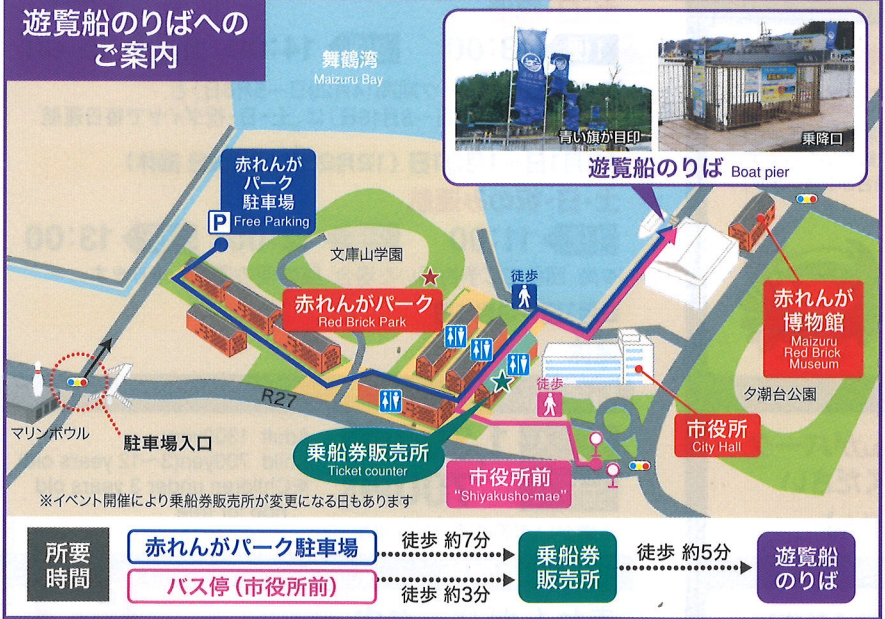 遊覧船のりばへの
ご案内
舞鶴湾
Maizuru Bay
青い旗が目印
乗降口
遊覧船のりば Boat pier
赤れんが
パーク
駐車場
P Free Parking
文庫山学園
赤れんがパーク
Red Brick Park
徒歩
赤れんが
博物館
Maizuru
Red Brick
Museum
夕潮台公園
徒歩
R27
マリンボウル
駐車場入口
乗船券販売所
Ticket counter
市役所
City Hall
市役所前
"Shiyakusho-mae"
※イベント開催により乗船券販売所が変更になる日もあります
所要
時間
赤れんがパーク駐車場
徒歩 約7分
バス停(市役所前)
徒歩 約3分
乗船券
販売所
徒歩 約5分
遊覧船
のりば